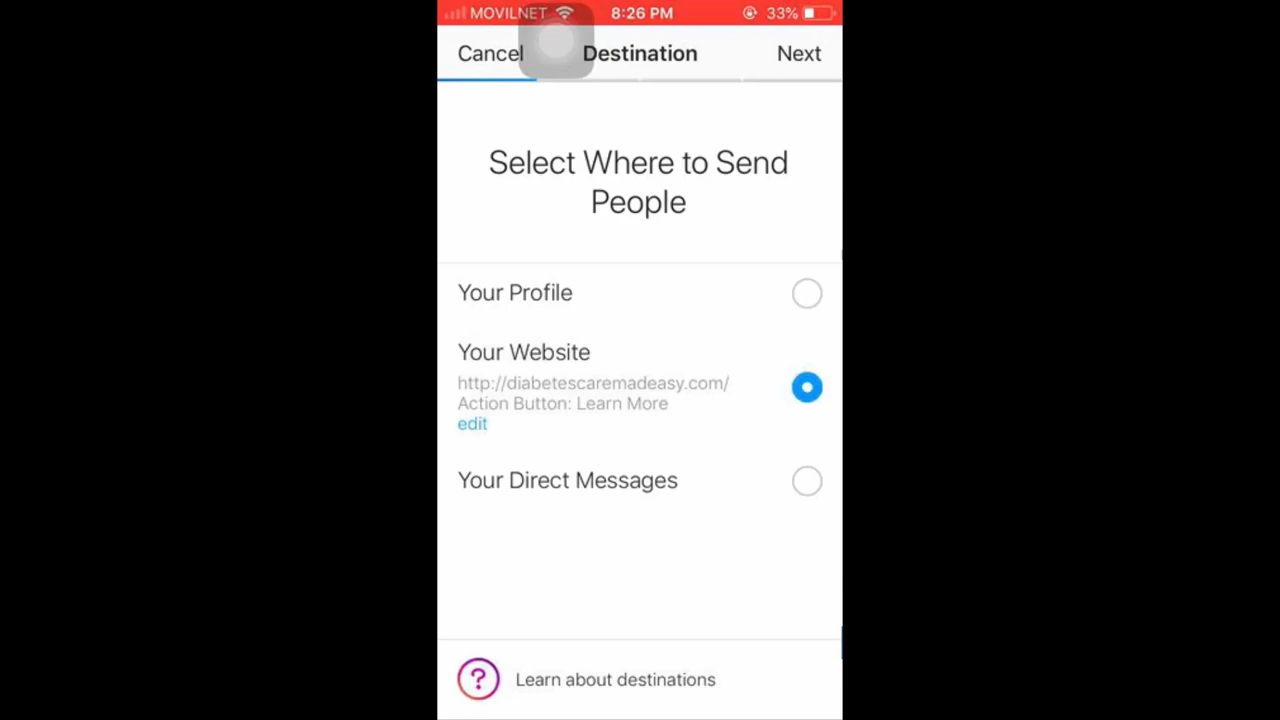 MOVILNET 8:26 PM 33%
Cancel Destination Next
Select Where to Send
People
Your Profile
Your Website
http://diabetescaremadeasy.com/
Action Button: Learn More
edit
Your Direct Messages
? Learn about destinations